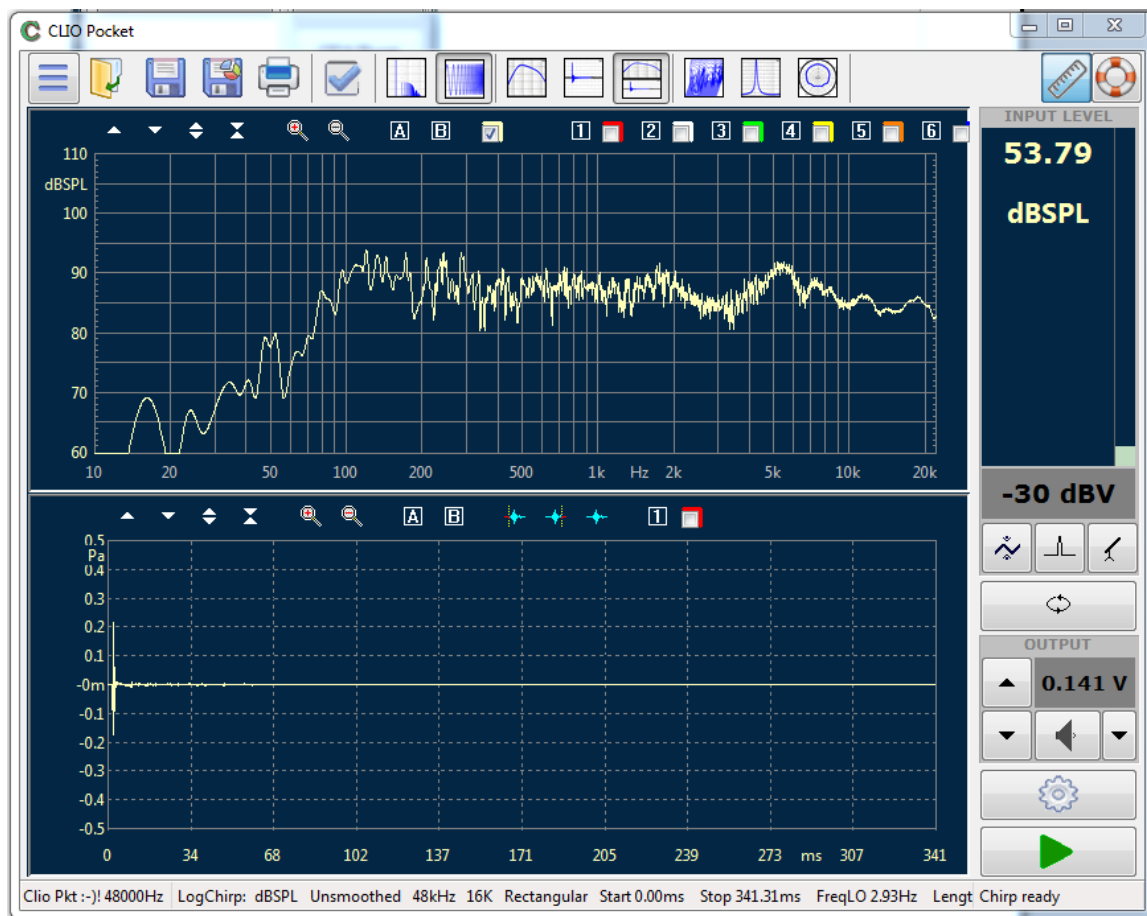 CLIO Pocket
INPUT LEVEL
53.79
dBSPL
-30 dBV
OUTPUT
0.141 V
A B 1 2 3 4 5 6
110
dBSPL
100
90
80
70
60
10 20 50 100 200 500 1k Hz 2k 5k 10k 20k
A B 1
0.5
Pa
0.4
0.3
0.2
0.1
-0m
-0.1
-0.2
-0.3
-0.4
-0.5
0 34 68 102 137 171 205 239 273 ms 307 341
Clio Pkt :-)! 48000Hz LogChirp: dBSPL Unsmoothed 48kHz 16K Rectangular Start 0.00ms Stop 341.31ms FreqLO 2.93Hz Lengt Chirp ready